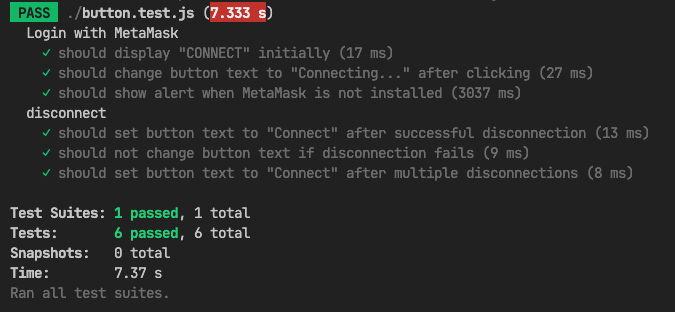 PASS ./button.test.js (7.333 s)
Login with MetaMask
✓ should display "CONNECT" initially (17 ms)
✓ should change button text to "Connecting..." after clicking (27 ms)
✓ should show alert when MetaMask is not installed (3037 ms)
disconnect
✓ should set button text to "Connect" after successful disconnection (13 ms)
✓ should not change button text if disconnection fails (9 ms)
✓ should set button text to "Connect" after multiple disconnections (8 ms)
Test Suites: 1 passed, 1 total
Tests: 6 passed, 6 total
Snapshots: 0 total
Time: 7.37 s
Ran all test suites.